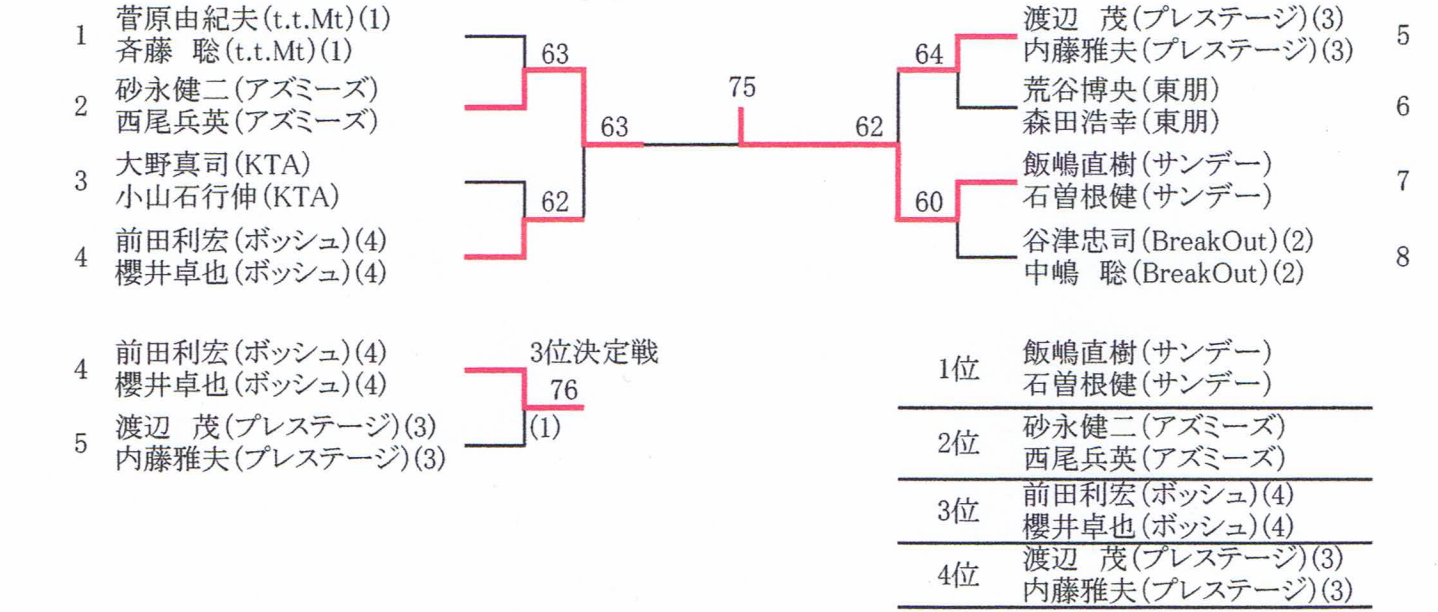 1
菅原由紀夫(t.t.Mt)(1)
斉藤 聡(t.t.Mt)(1)
2
砂永健二(アズミーズ)
西尾兵英(アズミーズ)
3
大野真司(KTA)
小山石行伸(KTA)
4
前田利宏(ボッシュ)(4)
櫻井卓也(ボッシュ)(4)
63
62
63
75
62
64
60
渡辺 茂(プレステージ)(3)
内藤雅夫(プレステージ)(3)
5
荒谷博央(東朋)
森田浩幸(東朋)
6
飯嶋直樹(サンデー)
石曽根健(サンデー)
7
谷津忠司(BreakOut)(2)
中嶋 聡(BreakOut)(2)
8
4
前田利宏(ボッシュ)(4)
櫻井卓也(ボッシュ)(4)
5
渡辺 茂(プレステージ)(3)
内藤雅夫(プレステージ)(3)
3位決定戦
76
(1)
1位
飯嶋直樹(サンデー)
石曽根健(サンデー)
2位
砂永健二(アズミーズ)
西尾兵英(アズミーズ)
3位
前田利宏(ボッシュ)(4)
櫻井卓也(ボッシュ)(4)
4位
渡辺 茂(プレステージ)(3)
内藤雅夫(プレステージ)(3)